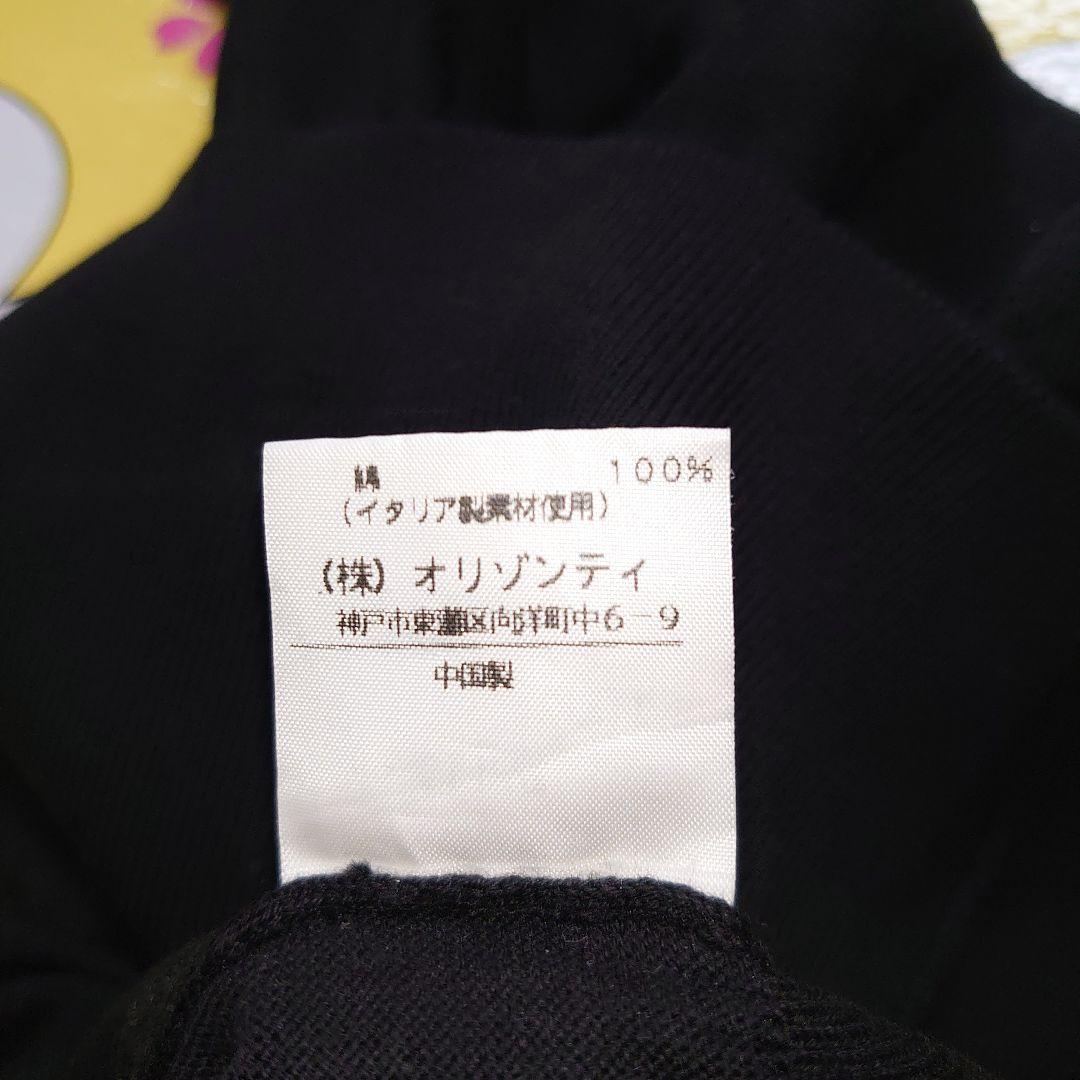 綿 100%
(イタリア製素材使用)
(株) オリゾンティ
神戸市東灘区向洋町中6-9
中国製